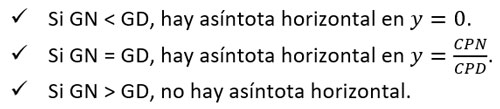 ✓ Si GN < GD, hay asíntota horizontal en y = 0.
✓ Si GN = GD, hay asíntota horizontal en y = CPN/CPD.
✓ Si GN > GD, no hay asíntota horizontal.